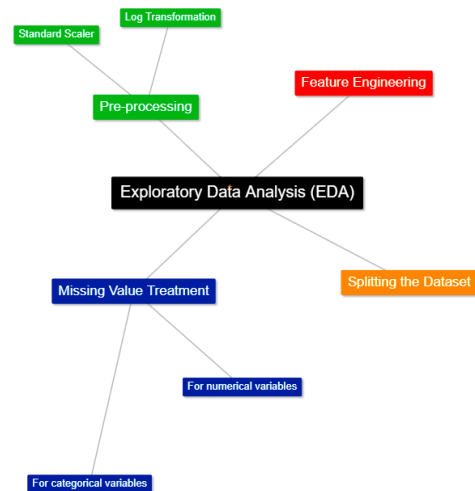 Log Transformation
Standard Scaler
Feature Engineering
Pre-processing
Exploratory Data Analysis (EDA)
Splitting the Dataset
Missing Value Treatment
For numerical variables
For categorical variables